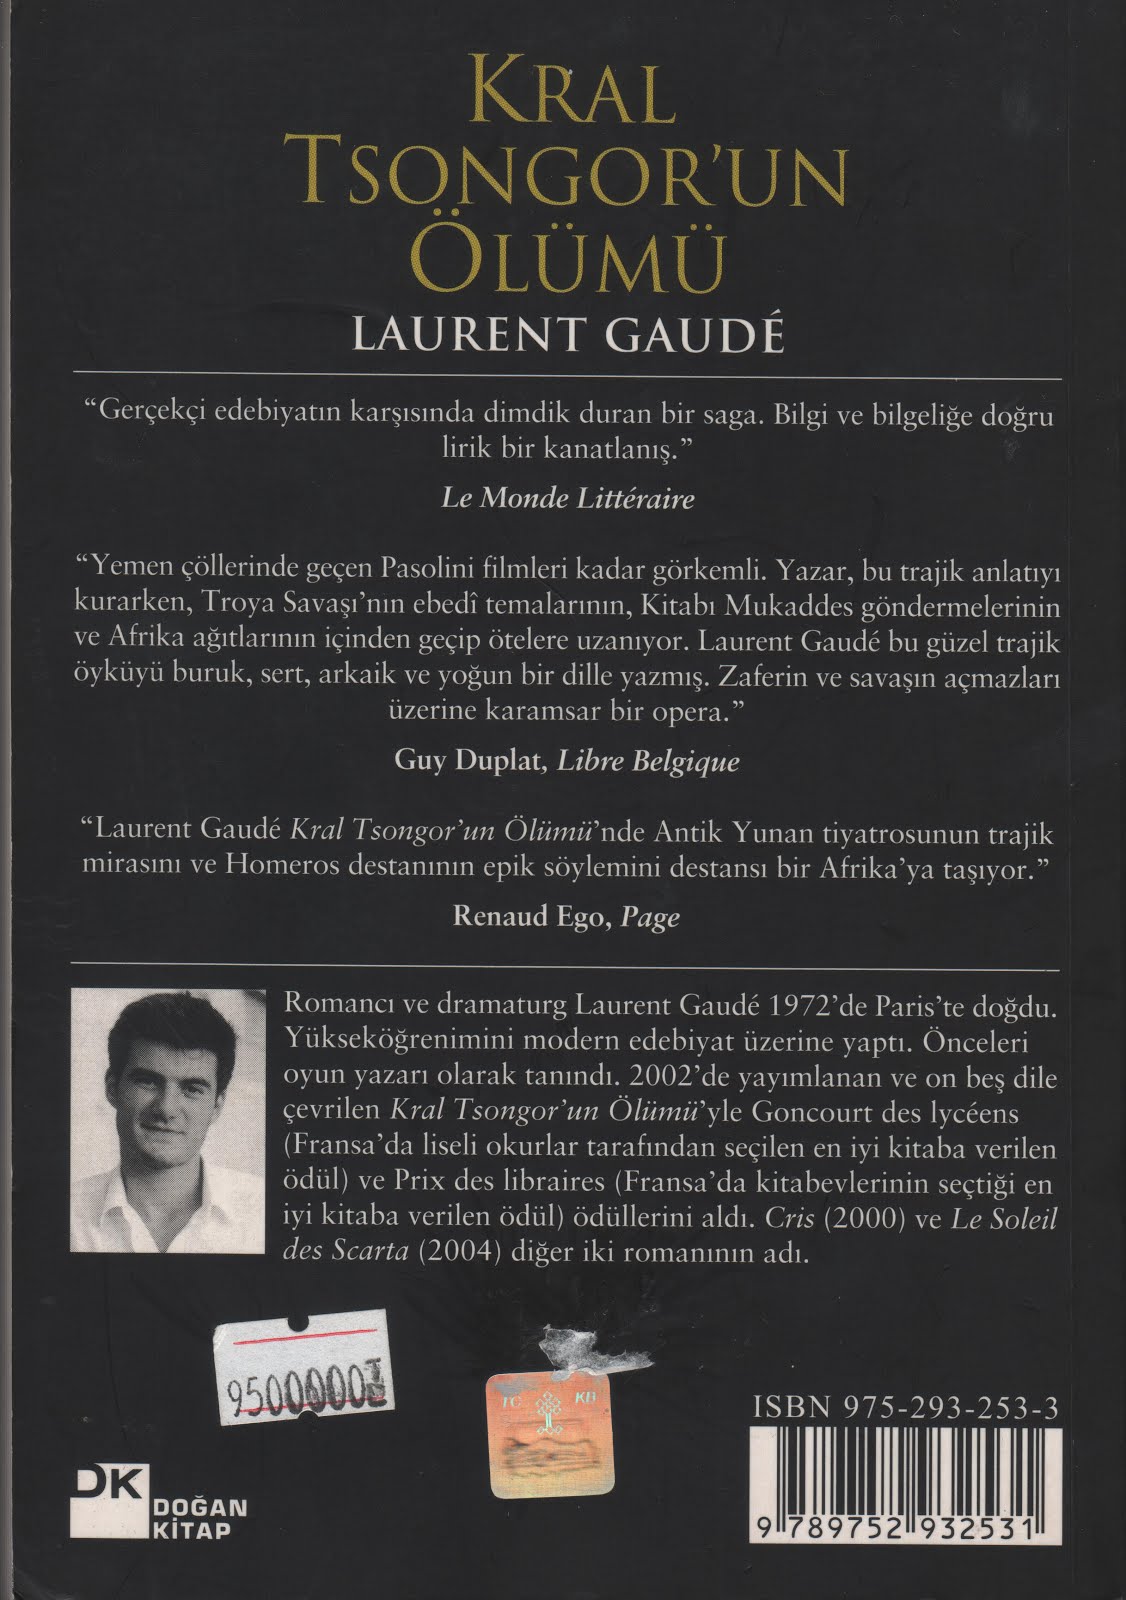 KRAL
TSONGOR'UN
ÖLÜMÜ
LAURENT GAUDÉ
“Gerçekçi edebiyatın karşısında dimdik duran bir saga. Bilgi ve bilgeliğe doğru
lirik bir kanatlanış.”
Le Monde Littéraire
“Yemen çöllerinde geçen Pasolini filmleri kadar görkemli. Yazar, bu trajik anlatıyı
kurarken, Troya Savaşı’nın ebedî temalarının, Kitabı Mukaddes göndermelerinin
ve Afrika ağıtlarının içinden geçip ötelere uzanıyor. Laurent Gaudé bu güzel trajik
öyküyü buruk, sert, arkaik ve yoğun bir dille yazmış. Zaferin ve savaşın açmazları
üzerine karamsar bir opera.”
Guy Duplat, Libre Belgique
“Laurent Gaudé Kral Tsongor’un Ölümü’nde Antik Yunan tiyatrosunun trajik
mirasını ve Homeros destanının epik söylemini destansı bir Afrika’ya taşıyor.”
Renaud Ego, Page
Romancı ve dramaturg Laurent Gaudé 1972’de Paris’te doğdu.
Yükseköğrenimini modern edebiyat üzerine yaptı. Önceleri
oyun yazarı olarak tanındı. 2002’de yayımlanan ve on beş dile
çevrilen Kral Tsongor’un Ölümü’yle Goncourt des lycéens
(Fransa’da liseli okurlar tarafından seçilen en iyi kitaba verilen
ödül) ve Prix des libraires (Fransa’da kitabevlerinin seçtiği en
iyi kitaba verilen ödül) ödüllerini aldı. Cris (2000) ve Le Soleil
des Scarta (2004) diğer iki romanının adı.
9500000
TC KB
ISBN 975-293-253-3
9 789752 932531
DK
DOĞAN
KİTAP